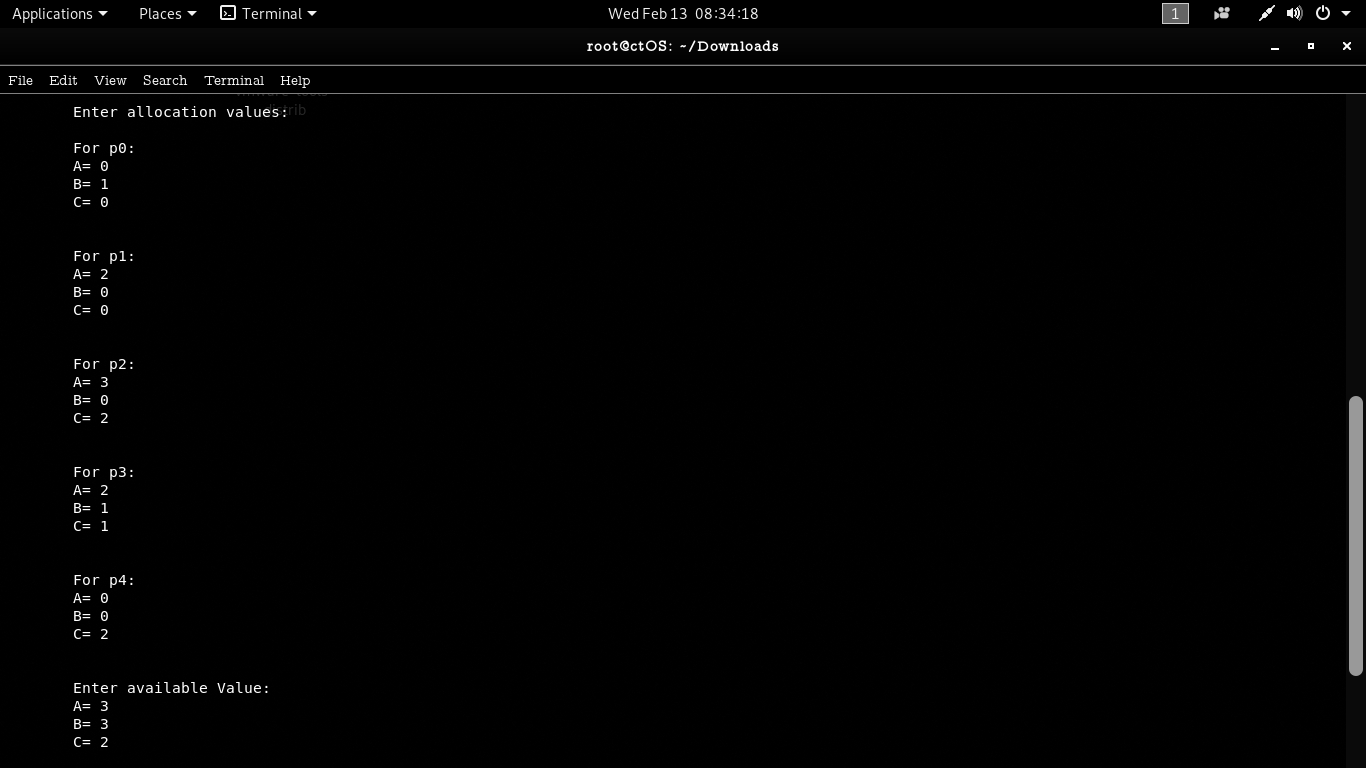 Applications Places Terminal Wed Feb 13 08:34:18 1
root@ctOS: ~/Downloads
File Edit View Search Terminal Help
Enter allocation values:
For p0:
A= 0
B= 1
C= 0
For p1:
A= 2
B= 0
C= 0
For p2:
A= 3
B= 0
C= 2
For p3:
A= 2
B= 1
C= 1
For p4:
A= 0
B= 0
C= 2
Enter available Value:
A= 3
B= 3
C= 2